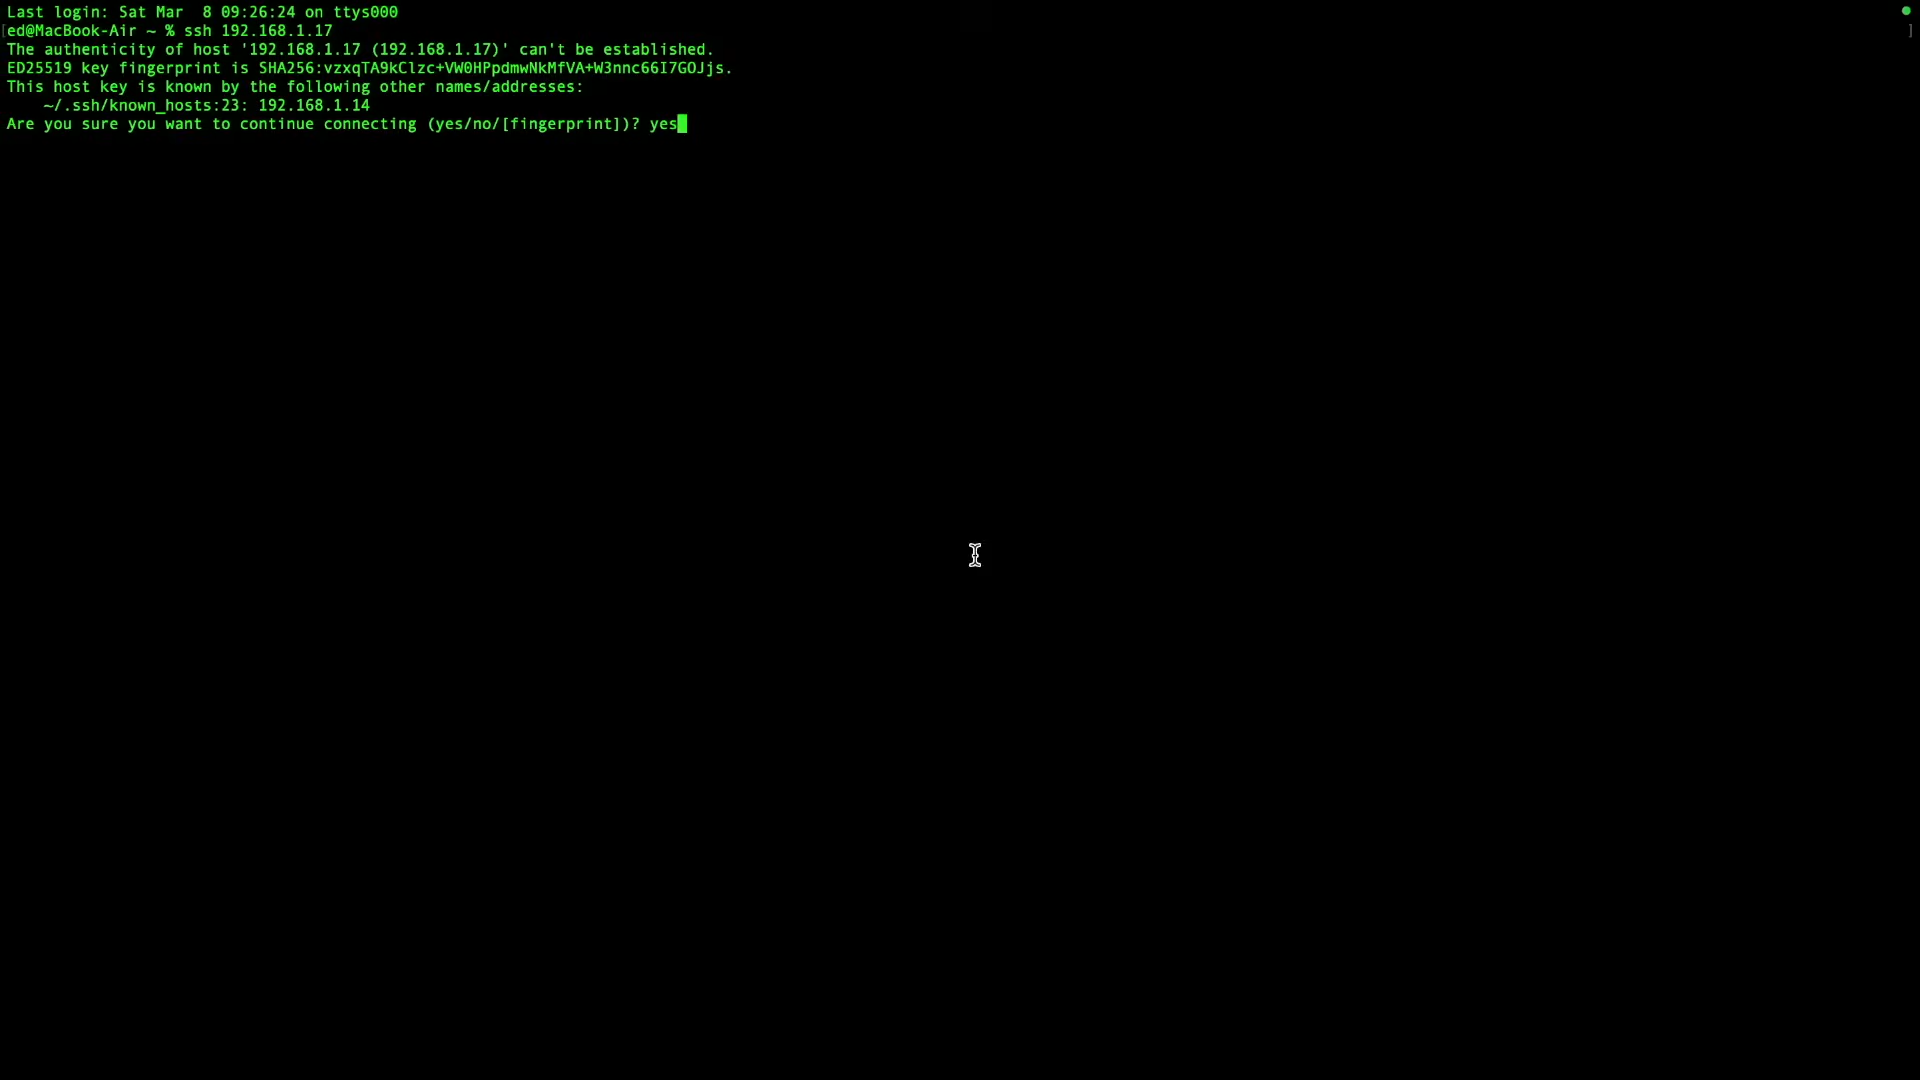 Last login: Sat Mar  8 09:26:24 on ttys000
[ed@MacBook-Air ~ % ssh 192.168.1.17 ]
The authenticity of host '192.168.1.17 (192.168.1.17)' can't be established.
ED25519 key fingerprint is SHA256:vzxqTA9kClzc+VW0HPpdmwNkMfVA+W3nnc66I7GOJjs.
This host key is known by the following other names/addresses:
    ~/.ssh/known_hosts:23: 192.168.1.14
Are you sure you want to continue connecting (yes/no/[fingerprint])? yes